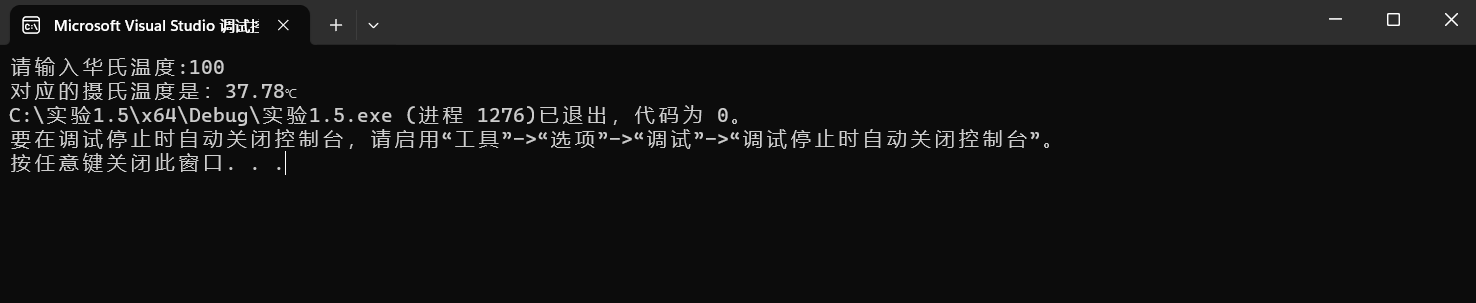 Microsoft Visual Studio 调试
请输入华氏温度:100
对应的摄氏温度是: 37.78℃
C:\实验1.5\x64\Debug\实验1.5.exe (进程 1276)已退出，代码为 0。
要在调试停止时自动关闭控制台，请启用“工具”->“选项”->“调试”->“调试停止时自动关闭控制台”。
按任意键关闭此窗口. . .